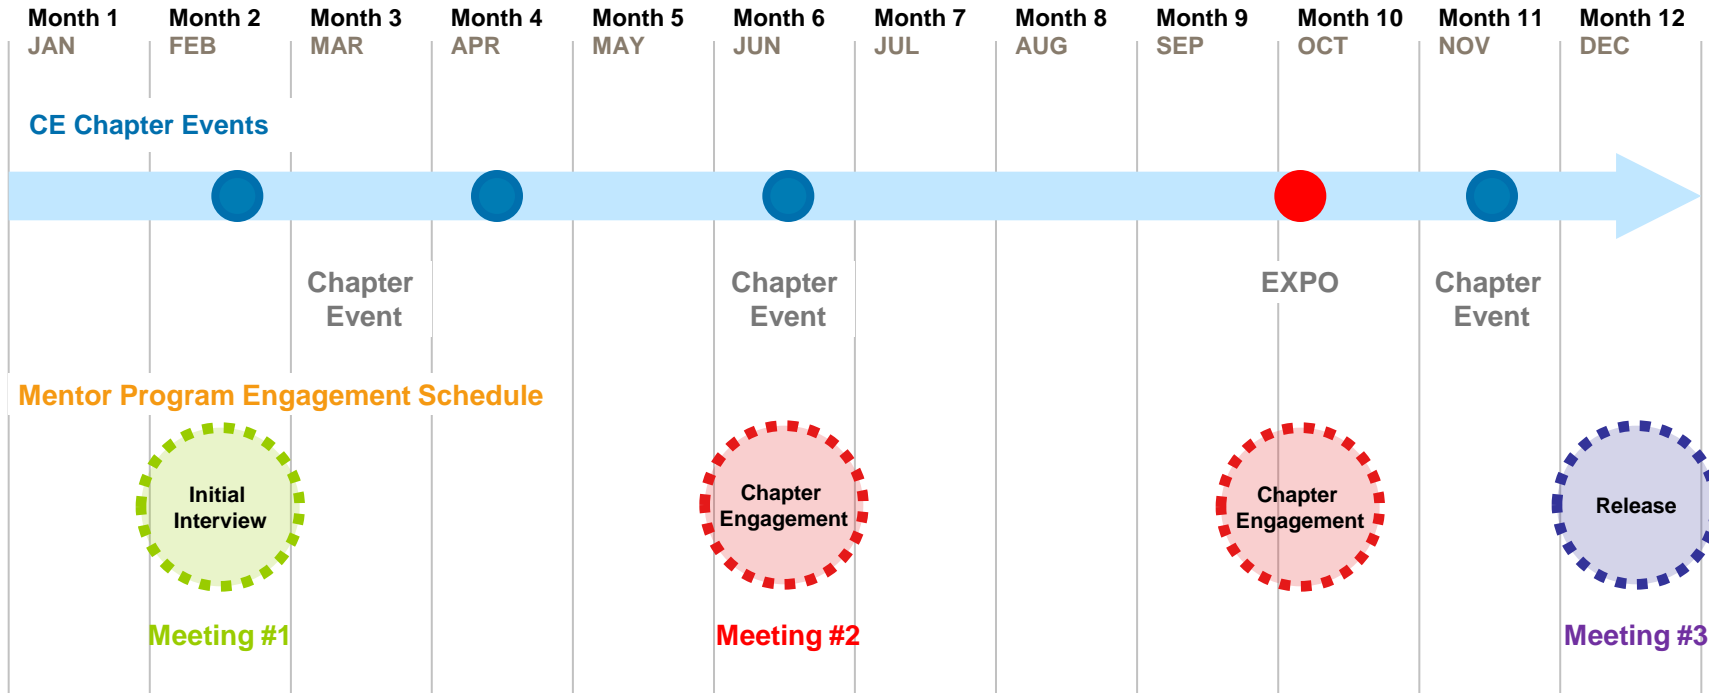 Month 1 Month 2 Month 3 Month 4 Month 5 Month 6 Month 7 Month 8 Month 9 Month 10 Month 11 Month 12
JAN FEB MAR APR MAY JUN JUL AUG SEP OCT NOV DEC
CE Chapter Events
Chapter
Event
Chapter
Event
EXPO
Chapter
Event
Mentor Program Engagement Schedule
Initial
Interview
Chapter
Engagement
Chapter
Engagement
Release
Meeting #1
Meeting #2
Meeting #3